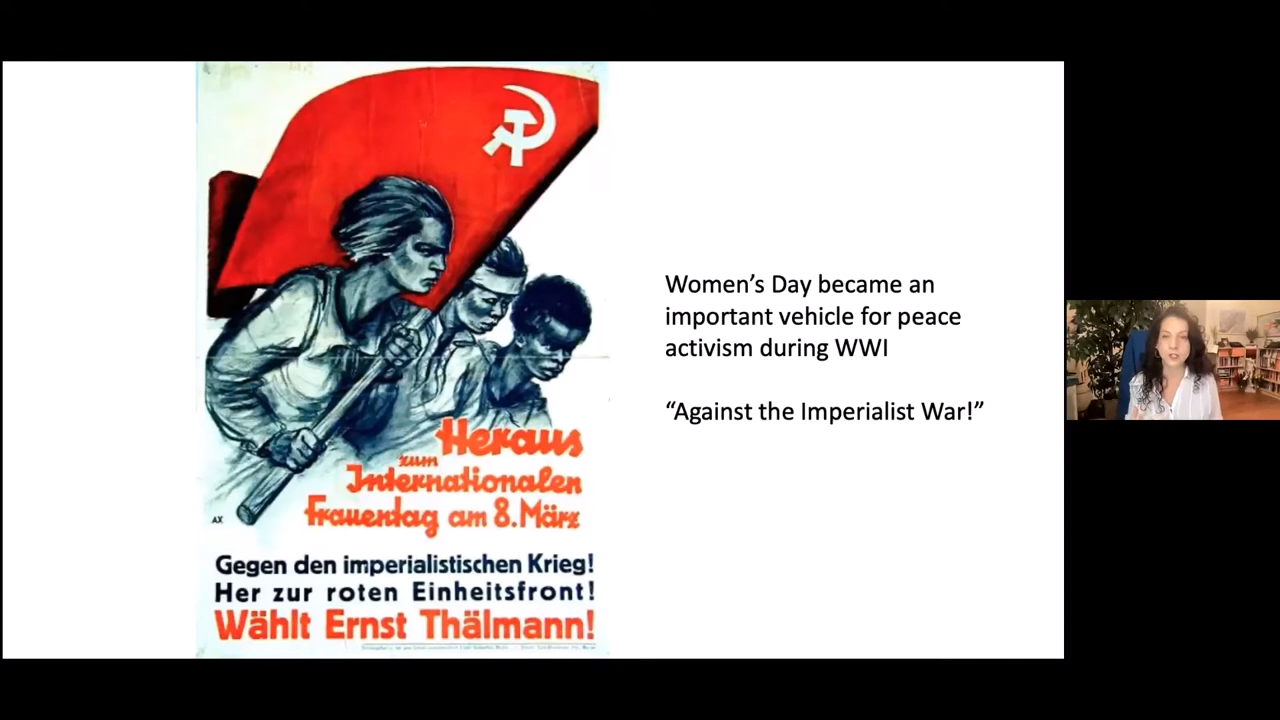 Heraus
zum
Internationalen
Frauentag am 8. März
AX
Gegen den imperialistischen Krieg!
Her zur roten Einheitsfront!
Wählt Ernst Thälmann!
Women’s Day became an
important vehicle for peace
activism during WWI
“Against the Imperialist War!”